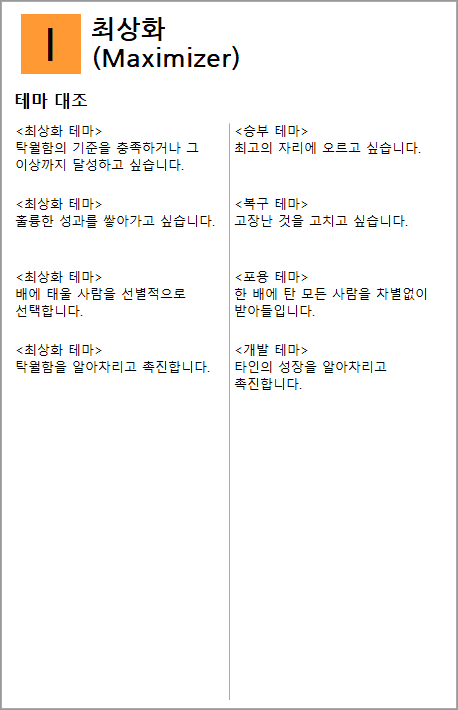 I
최상화
(Maximizer)
테마 대조
<최상화 테마>
탁월함의 기준을 충족하거나 그
이상까지 달성하고 싶습니다.
<승부 테마>
최고의 자리에 오르고 싶습니다.
<최상화 테마>
훌륭한 성과를 쌓아가고 싶습니다.
<복구 테마>
고장난 것을 고치고 싶습니다.
<최상화 테마>
배에 태울 사람을 선별적으로
선택합니다.
<포용 테마>
한 배에 탄 모든 사람을 차별없이
받아들입니다.
<최상화 테마>
탁월함을 알아차리고 촉진합니다.
<개발 테마>
타인의 성장을 알아차리고
촉진합니다.